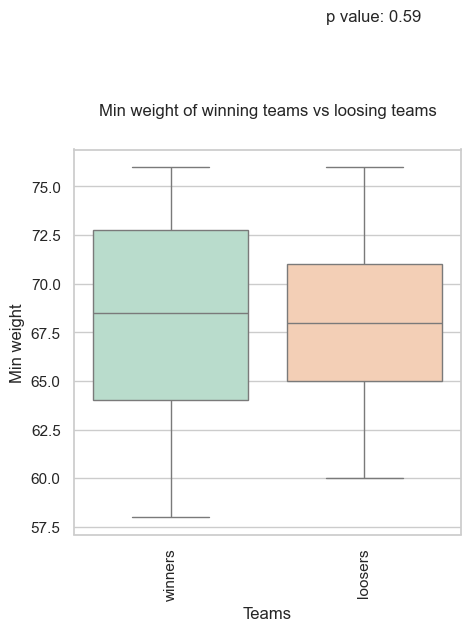 p value: 0.59
Min weight of winning teams vs loosing teams
Min weight
75.0
72.5
70.0
67.5
65.0
62.5
60.0
57.5
winners
loosers
Teams